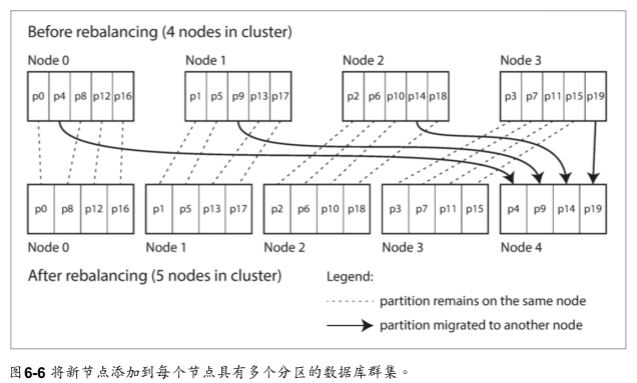 Before rebalancing (4 nodes in cluster)
Node 0 Node 1 Node 2 Node 3
p0 p4 p8 p12 p16 p1 p5 p9 p13 p17 p2 p6 p10 p14 p18 p3 p7 p11 p15 p19
p0 p8 p12 p16 p1 p5 p13 p17 p2 p6 p10 p18 p3 p7 p11 p15 p4 p9 p14 p19
Node 0 Node 1 Node 2 Node 3 Node 4
After rebalancing (5 nodes in cluster)
Legend:
partition remains on the same node
partition migrated to another node
图6-6 将新节点添加到每个节点具有多个分区的数据库群集。